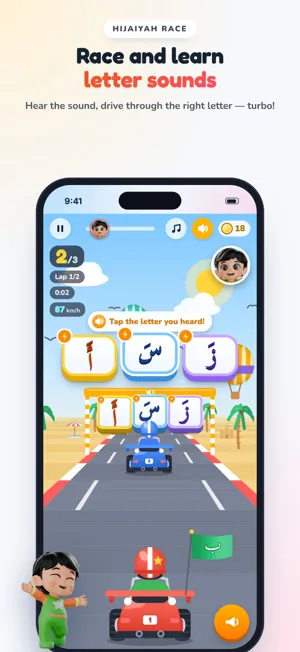 HIJAIYAH RACE
Race and learn
letter sounds
Hear the sound, drive through the right letter — turbo!
9:41
18
2/3
Lap 1/2
0:02
87 km/h
Tap the letter you heard!
أَ
سَ
زَ
أَ
سَ
زَ
بِ
1